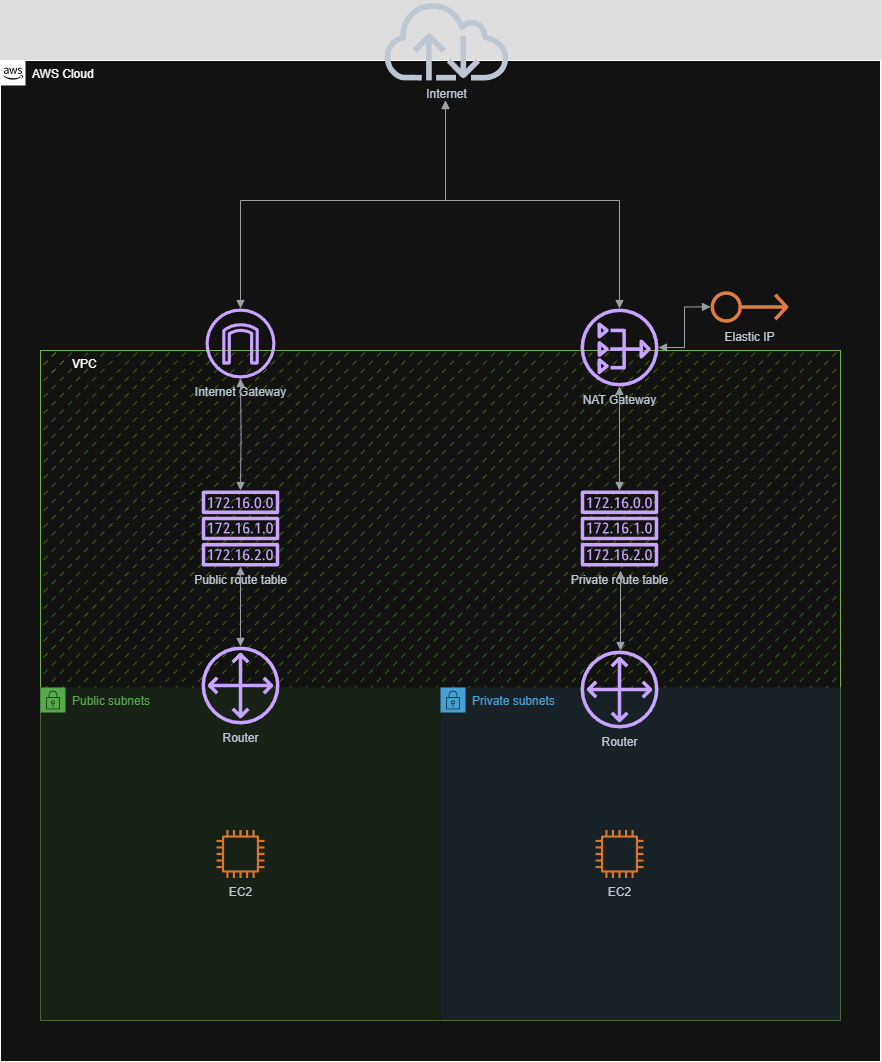 aws
AWS Cloud
Internet
Elastic IP
VPC
Internet Gateway
NAT Gateway
172.16.0.0
172.16.1.0
172.16.2.0
Public route table
172.16.0.0
172.16.1.0
172.16.2.0
Private route table
Public subnets
Private subnets
Router
Router
EC2
EC2